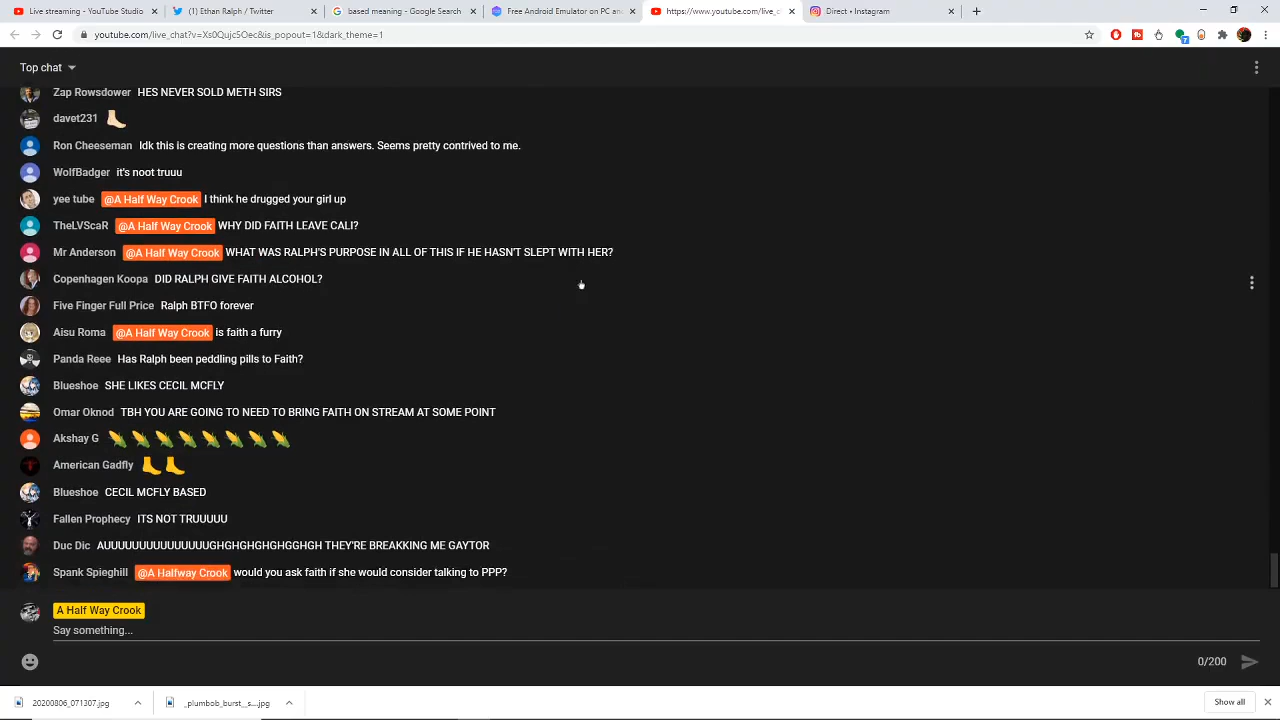 Live streaming - YouTube Studio
(1) Ethan Ralph / Twitter
based meaning - Google Search
Free Android Emulator on PC an
https://www.youtube.com/live_c
Direct • Instagram
youtube.com/live_chat?v=Xs0Qujc5Oec&is_popout=1&dark_theme=1
Top chat
Zap Rowsdower HES NEVER SOLD METH SIRS
davet231
Ron Cheeseman Idk this is creating more questions than answers. Seems pretty contrived to me.
WolfBadger it's noot truuu
yee tube @A Half Way Crook I think he drugged your girl up
TheLVScaR @A Half Way Crook WHY DID FAITH LEAVE CALI?
Mr Anderson @A Half Way Crook WHAT WAS RALPH'S PURPOSE IN ALL OF THIS IF HE HASN'T SLEPT WITH HER?
Copenhagen Koopa DID RALPH GIVE FAITH ALCOHOL?
Five Finger Full Price Ralph BTFO forever
Aisu Roma @A Half Way Crook is faith a furry
Panda Reee Has Ralph been peddling pills to Faith?
Blueshoe SHE LIKES CECIL MCFLY
Omar Oknod TBH YOU ARE GOING TO NEED TO BRING FAITH ON STREAM AT SOME POINT
Akshay G
American Gadfly
Blueshoe CECIL MCFLY BASED
Fallen Prophecy ITS NOT TRUUUUU
Duc Dic AUUUUUUUUUUUUUUUGHGHGHGHGHGGHGH THEY'RE BREAKKING ME GAYTOR
Spank Spieghill @A Halfway Crook would you ask faith if she would consider talking to PPP?
A Half Way Crook
Say something...
0/200
20200806_071307.jpg
_plumbob_burst__s....jpg
Show all